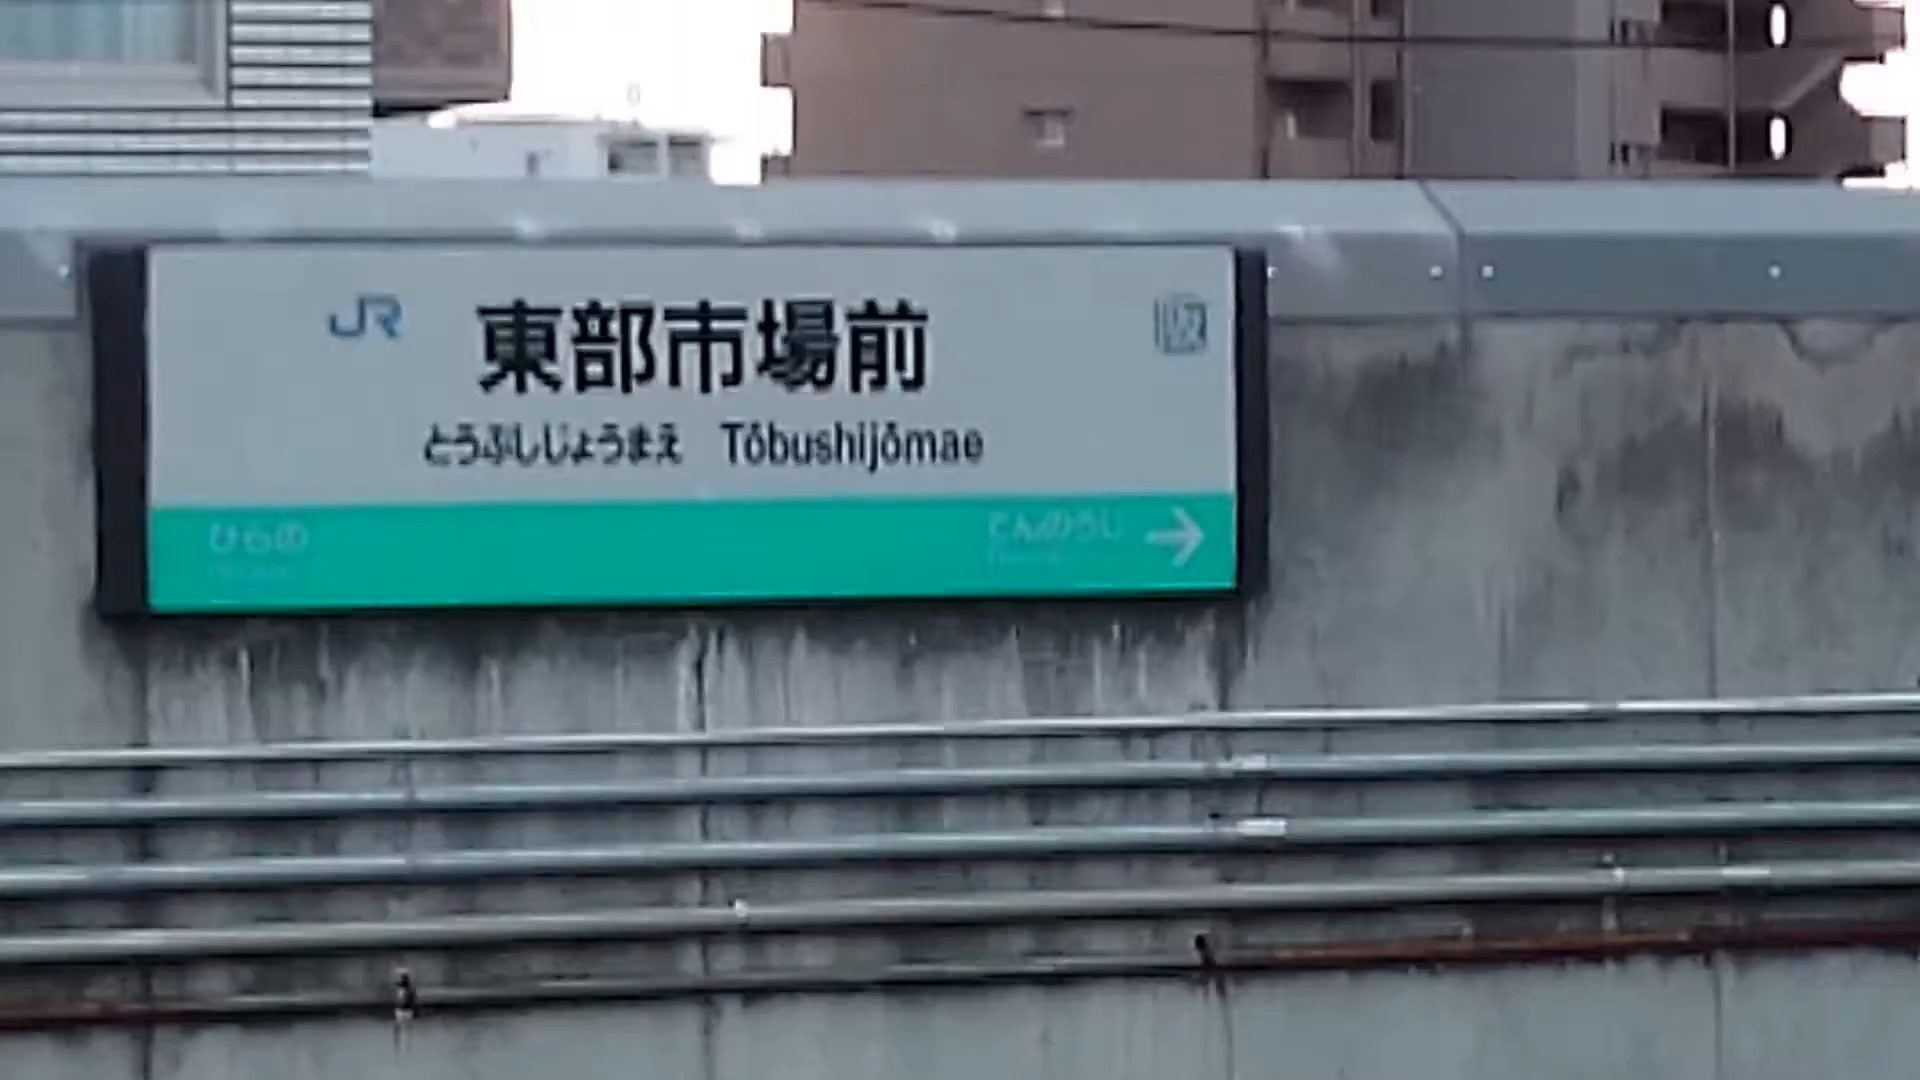 JR 東部市場前 阪
とうぶしじょうまえ Tôbushijômae
ひらの てんのうじ →